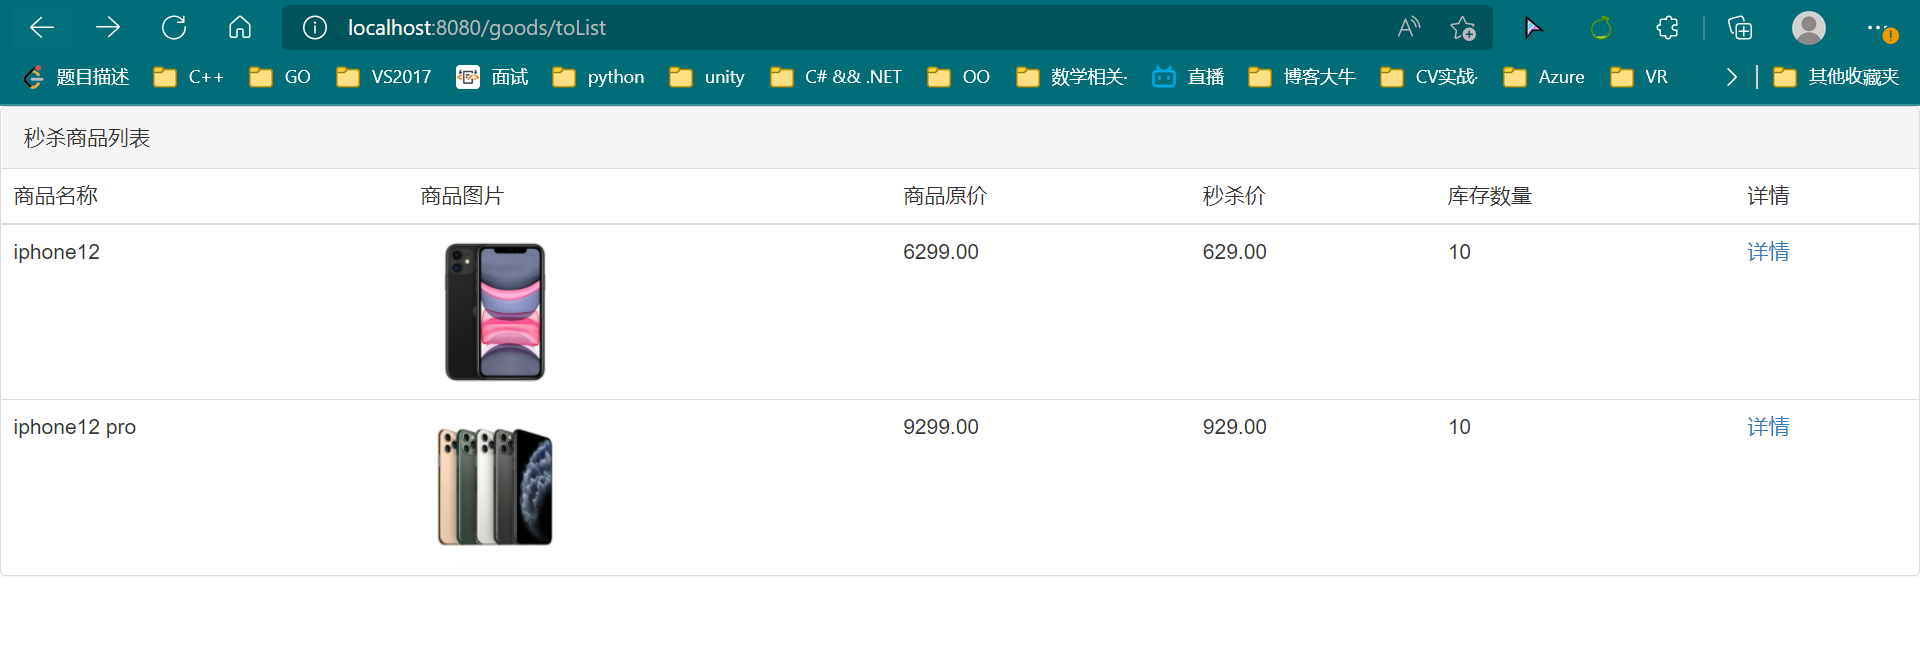 localhost:8080/goods/toList
题目描述 C++ GO VS2017 面试 python unity C# && .NET OO 数学相关· 直播 博客大牛 CV实战· Azure VR 其他收藏夹
秒杀商品列表
商品名称 商品图片 商品原价 秒杀价 库存数量 详情
iphone12 6299.00 629.00 10 详情
iphone12 pro 9299.00 929.00 10 详情